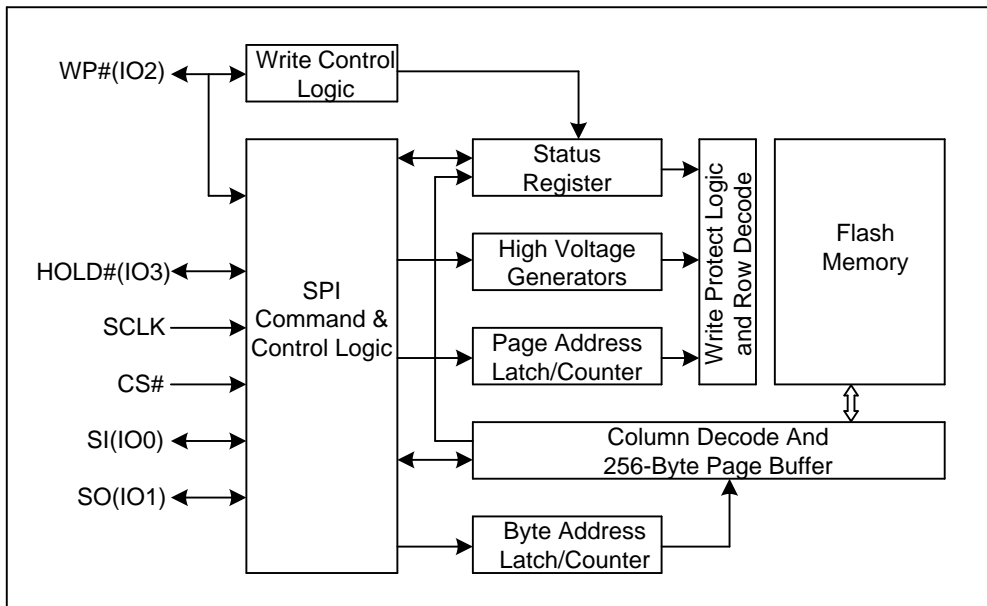 WP#(IO2)
Write Control
Logic
HOLD#(IO3)
SCLK
CS#
SI(IO0)
SO(IO1)
SPI
Command &
Control Logic
Status
Register
High Voltage
Generators
Page Address
Latch/Counter
Write Protect Logic
and Row Decode
Flash
Memory
Column Decode And
256-Byte Page Buffer
Byte Address
Latch/Counter